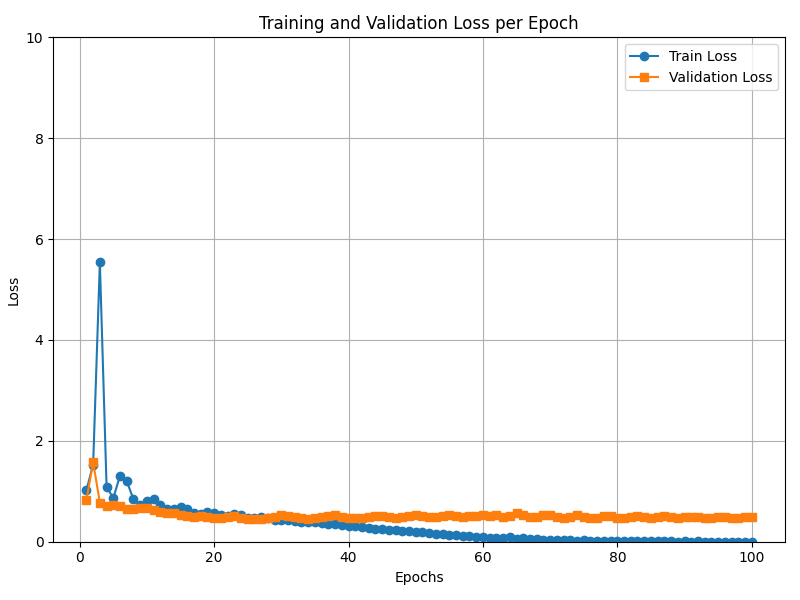 Training and Validation Loss per Epoch
10
8
6
4
2
0
Loss
Train Loss
Validation Loss
0 20 40 60 80 100
Epochs